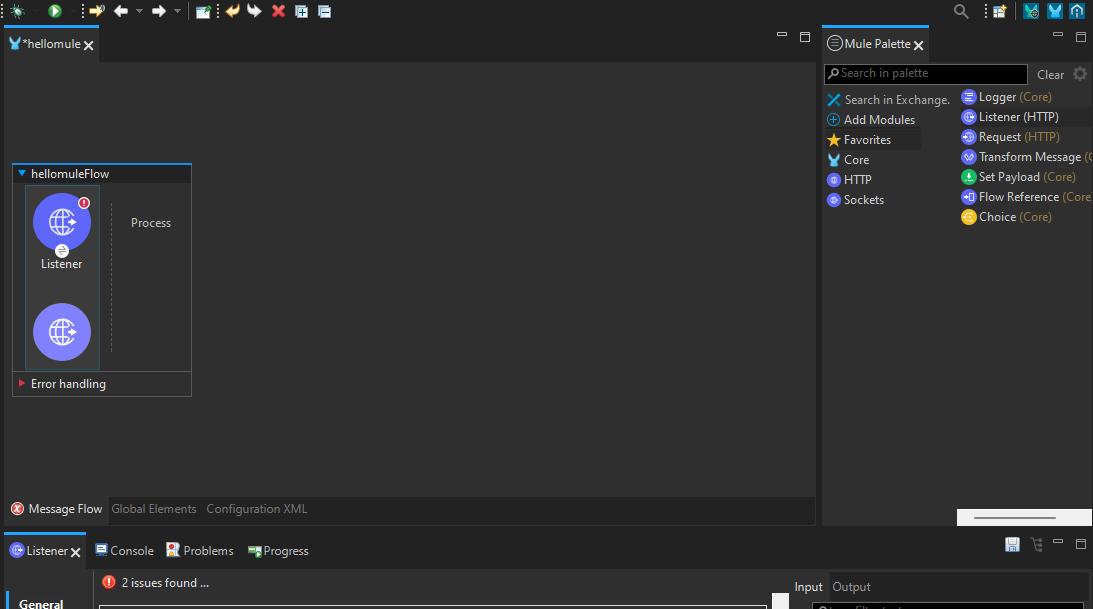 *hellomule
Mule Palette
Search in palette
Clear
Search in Exchange.
Add Modules
Favorites
Core
HTTP
Sockets
Logger (Core)
Listener (HTTP)
Request (HTTP)
Transform Message (C
Set Payload (Core)
Flow Reference (Core
Choice (Core)
hellomuleFlow
Listener
Process
Error handling
Message Flow
Global Elements
Configuration XML
Listener
Console
Problems
Progress
2 issues found ...
General
Input
Output